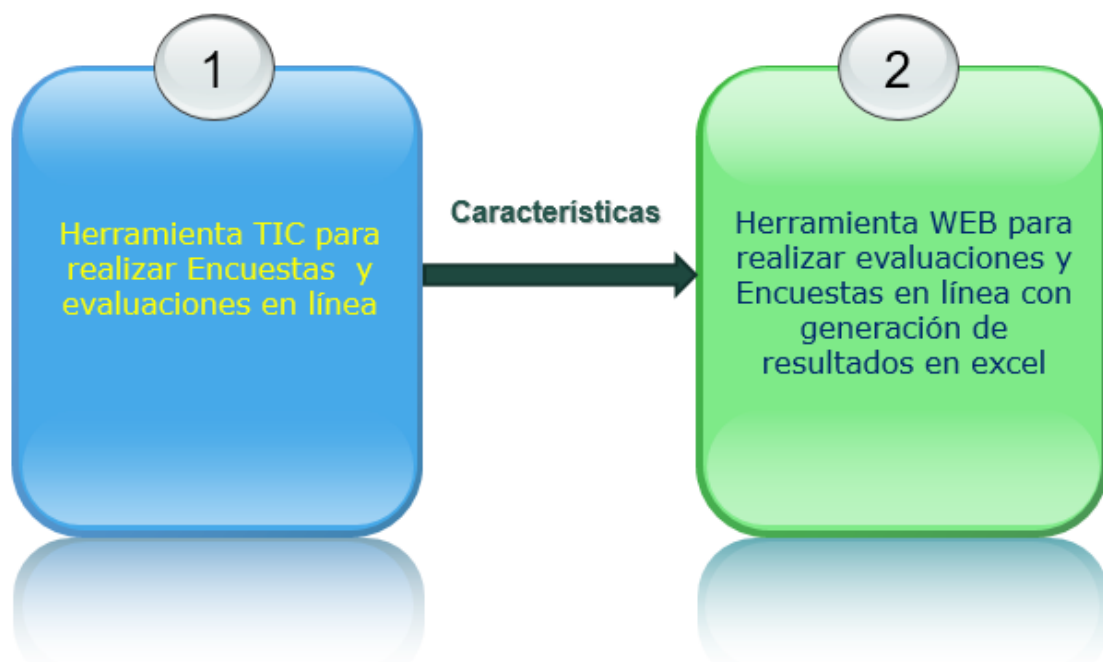 1
Herramienta TIC para
realizar Encuestas y
evaluaciones en línea
Características
2
Herramienta WEB para
realizar evaluaciones y
Encuestas en línea con
generación de
resultados en excel